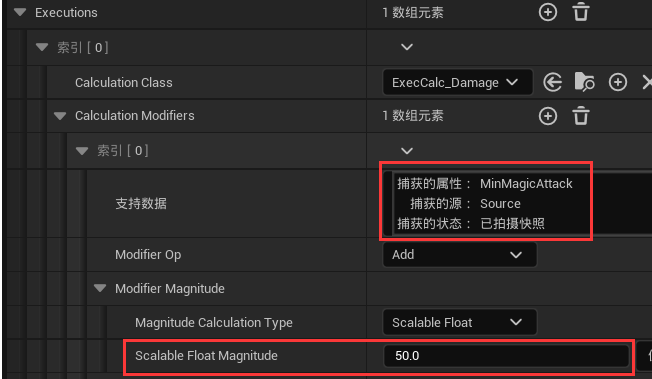 Executions 1 数组元素
索引 [ 0 ]
Calculation Class ExecCalc_Damage
Calculation Modifiers 1 数组元素
索引 [ 0 ]
支持数据 捕获的属性： MinMagicAttack
捕获的源： Source
捕获的状态： 已拍摄快照
Modifier Op Add
Modifier Magnitude
Magnitude Calculation Type Scalable Float
Scalable Float Magnitude 50.0